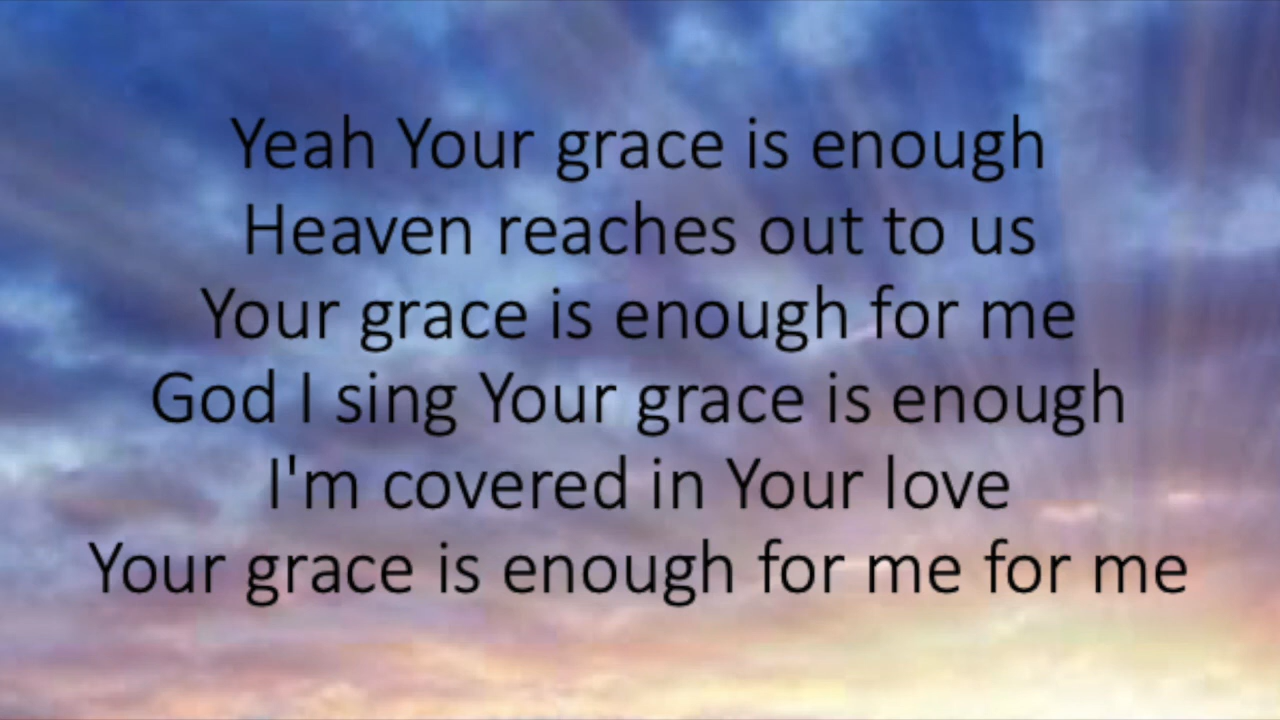 Yeah Your grace is enough
Heaven reaches out to us
Your grace is enough for me
God I sing Your grace is enough
I'm covered in Your love
Your grace is enough for me for me